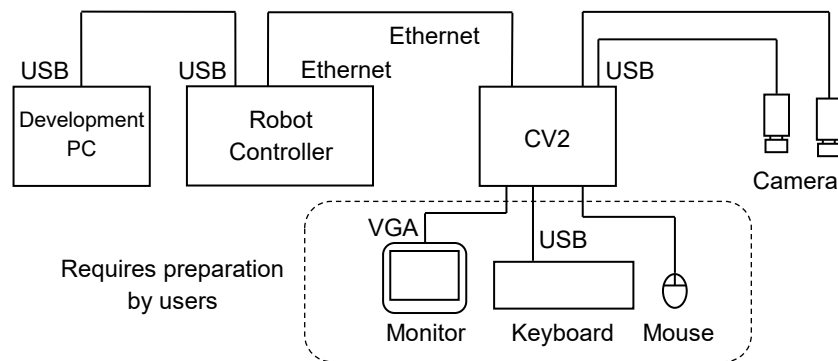 Ethernet
USB
USB
Ethernet
USB
Development
PC
Robot
Controller
CV2
Camera
VGA
USB
Requires preparation
by users
Monitor
Keyboard
Mouse